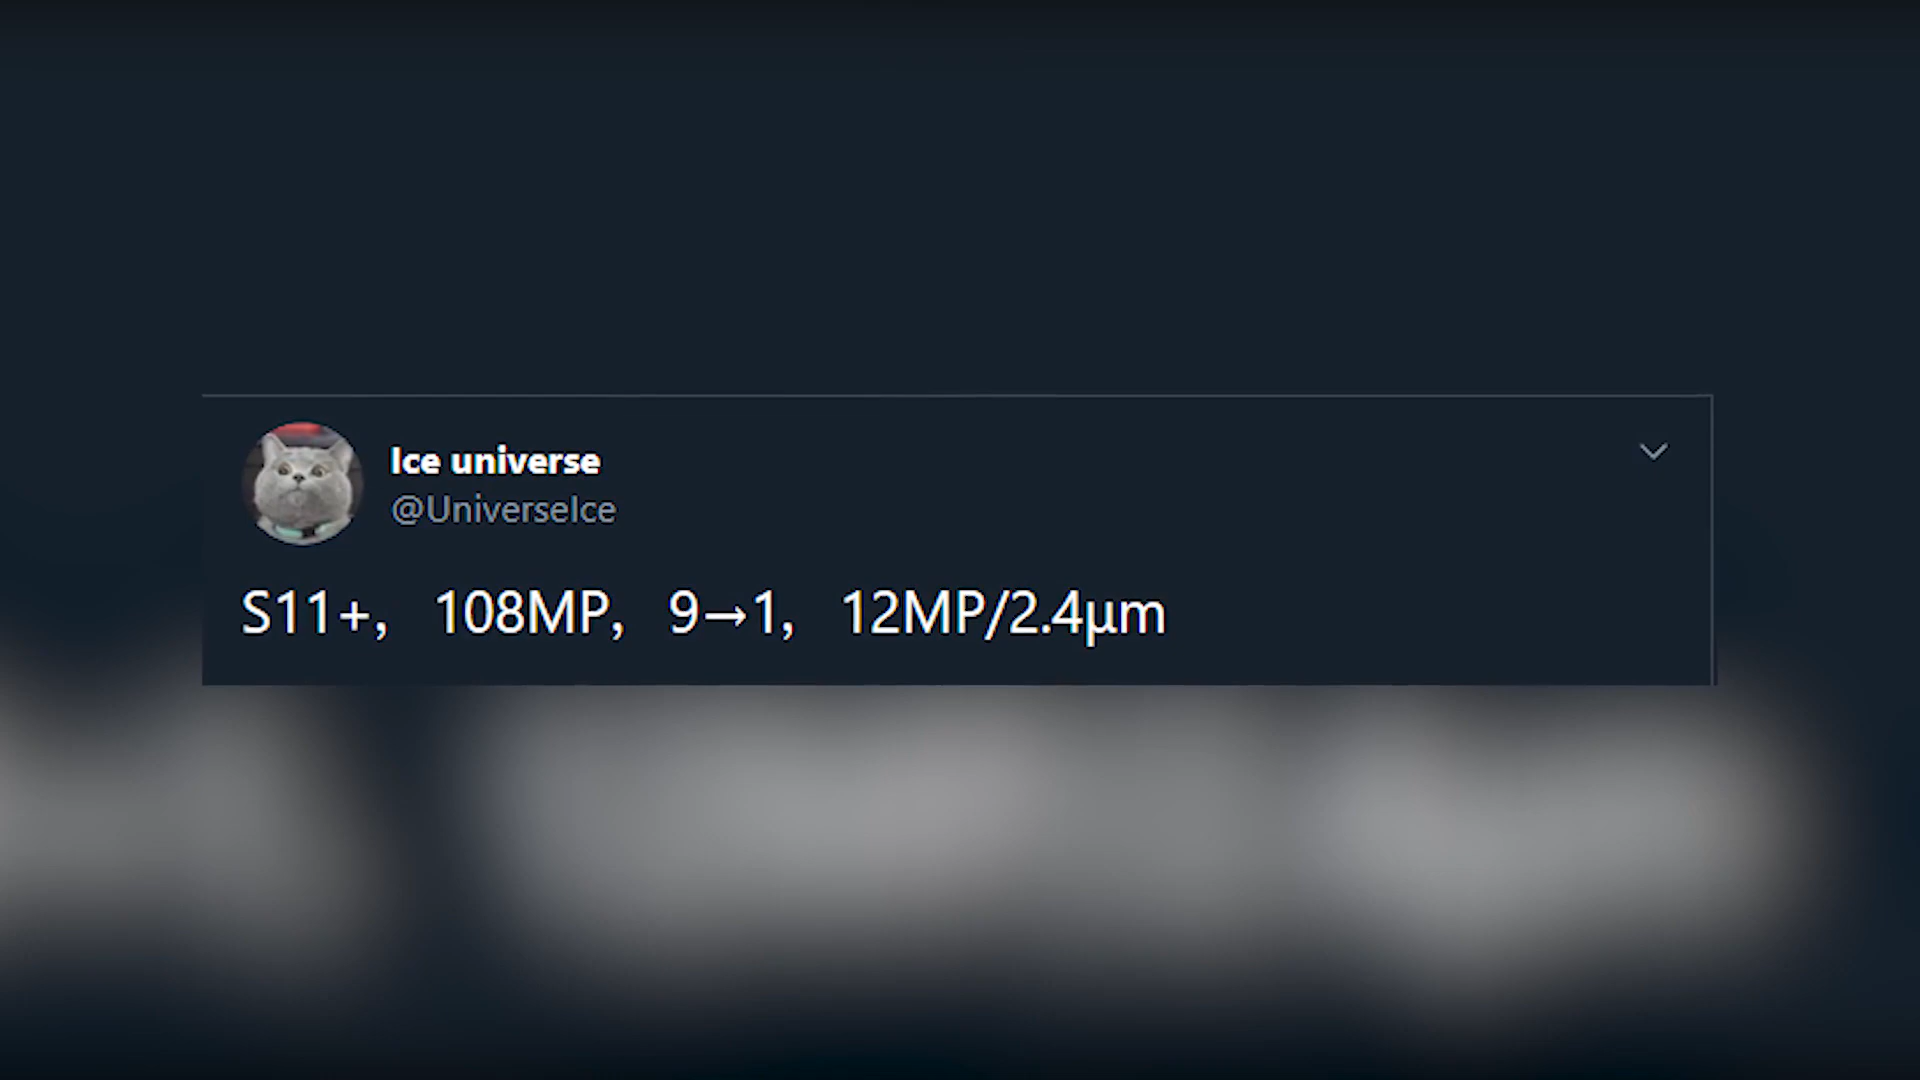 Ice universe
@UniverseIce
S11+, 108MP, 9→1, 12MP/2.4μm